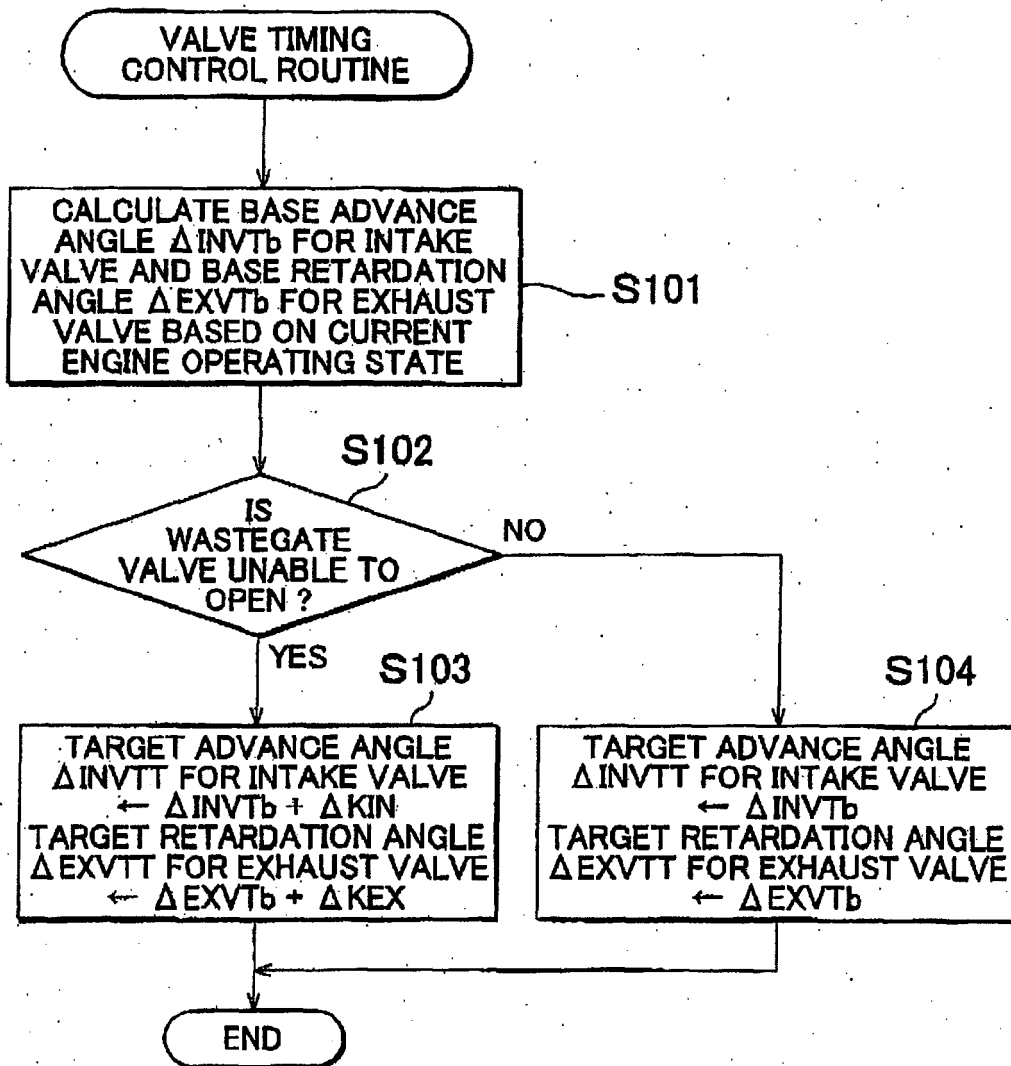 VALVE TIMING
CONTROL ROUTINE
CALCULATE BASE ADVANCE
ANGLE ΔINVTb FOR INTAKE
VALVE AND BASE RETARDATION
ANGLE ΔEXVTb FOR EXHAUST
VALVE BASED ON CURRENT
ENGINE OPERATING STATE
S101
S102
IS
WASTEGATE
VALVE UNABLE TO
OPEN ?
NO
YES
S103
TARGET ADVANCE ANGLE
ΔINVTT FOR INTAKE VALVE
← ΔINVTb + ΔKIN
TARGET RETARDATION ANGLE
ΔEXVTT FOR EXHAUST VALVE
← ΔEXVTb + ΔKEX
S104
TARGET ADVANCE ANGLE
ΔINVTT FOR INTAKE VALVE
← ΔINVTb
TARGET RETARDATION ANGLE
ΔEXVTT FOR EXHAUST VALVE
← ΔEXVTb
END